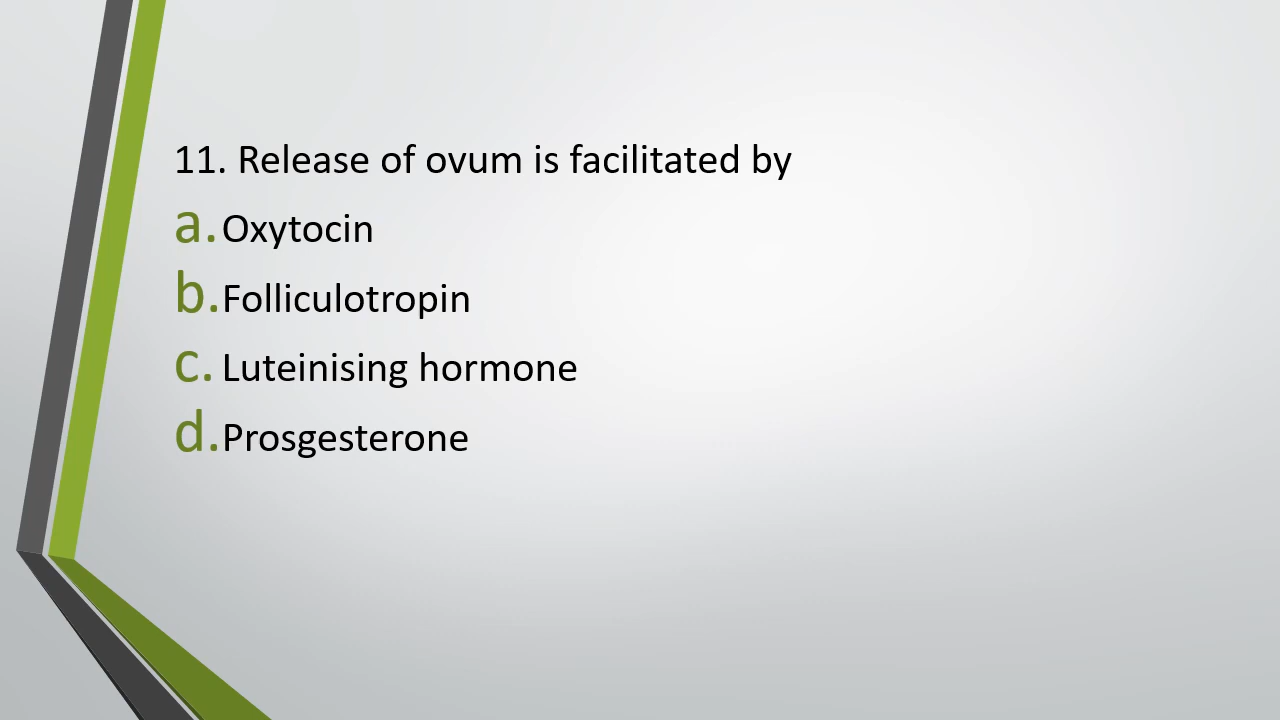 11. Release of ovum is facilitated by
a. Oxytocin
b. Folliculotropin
c. Luteinising hormone
d. Prosgesterone